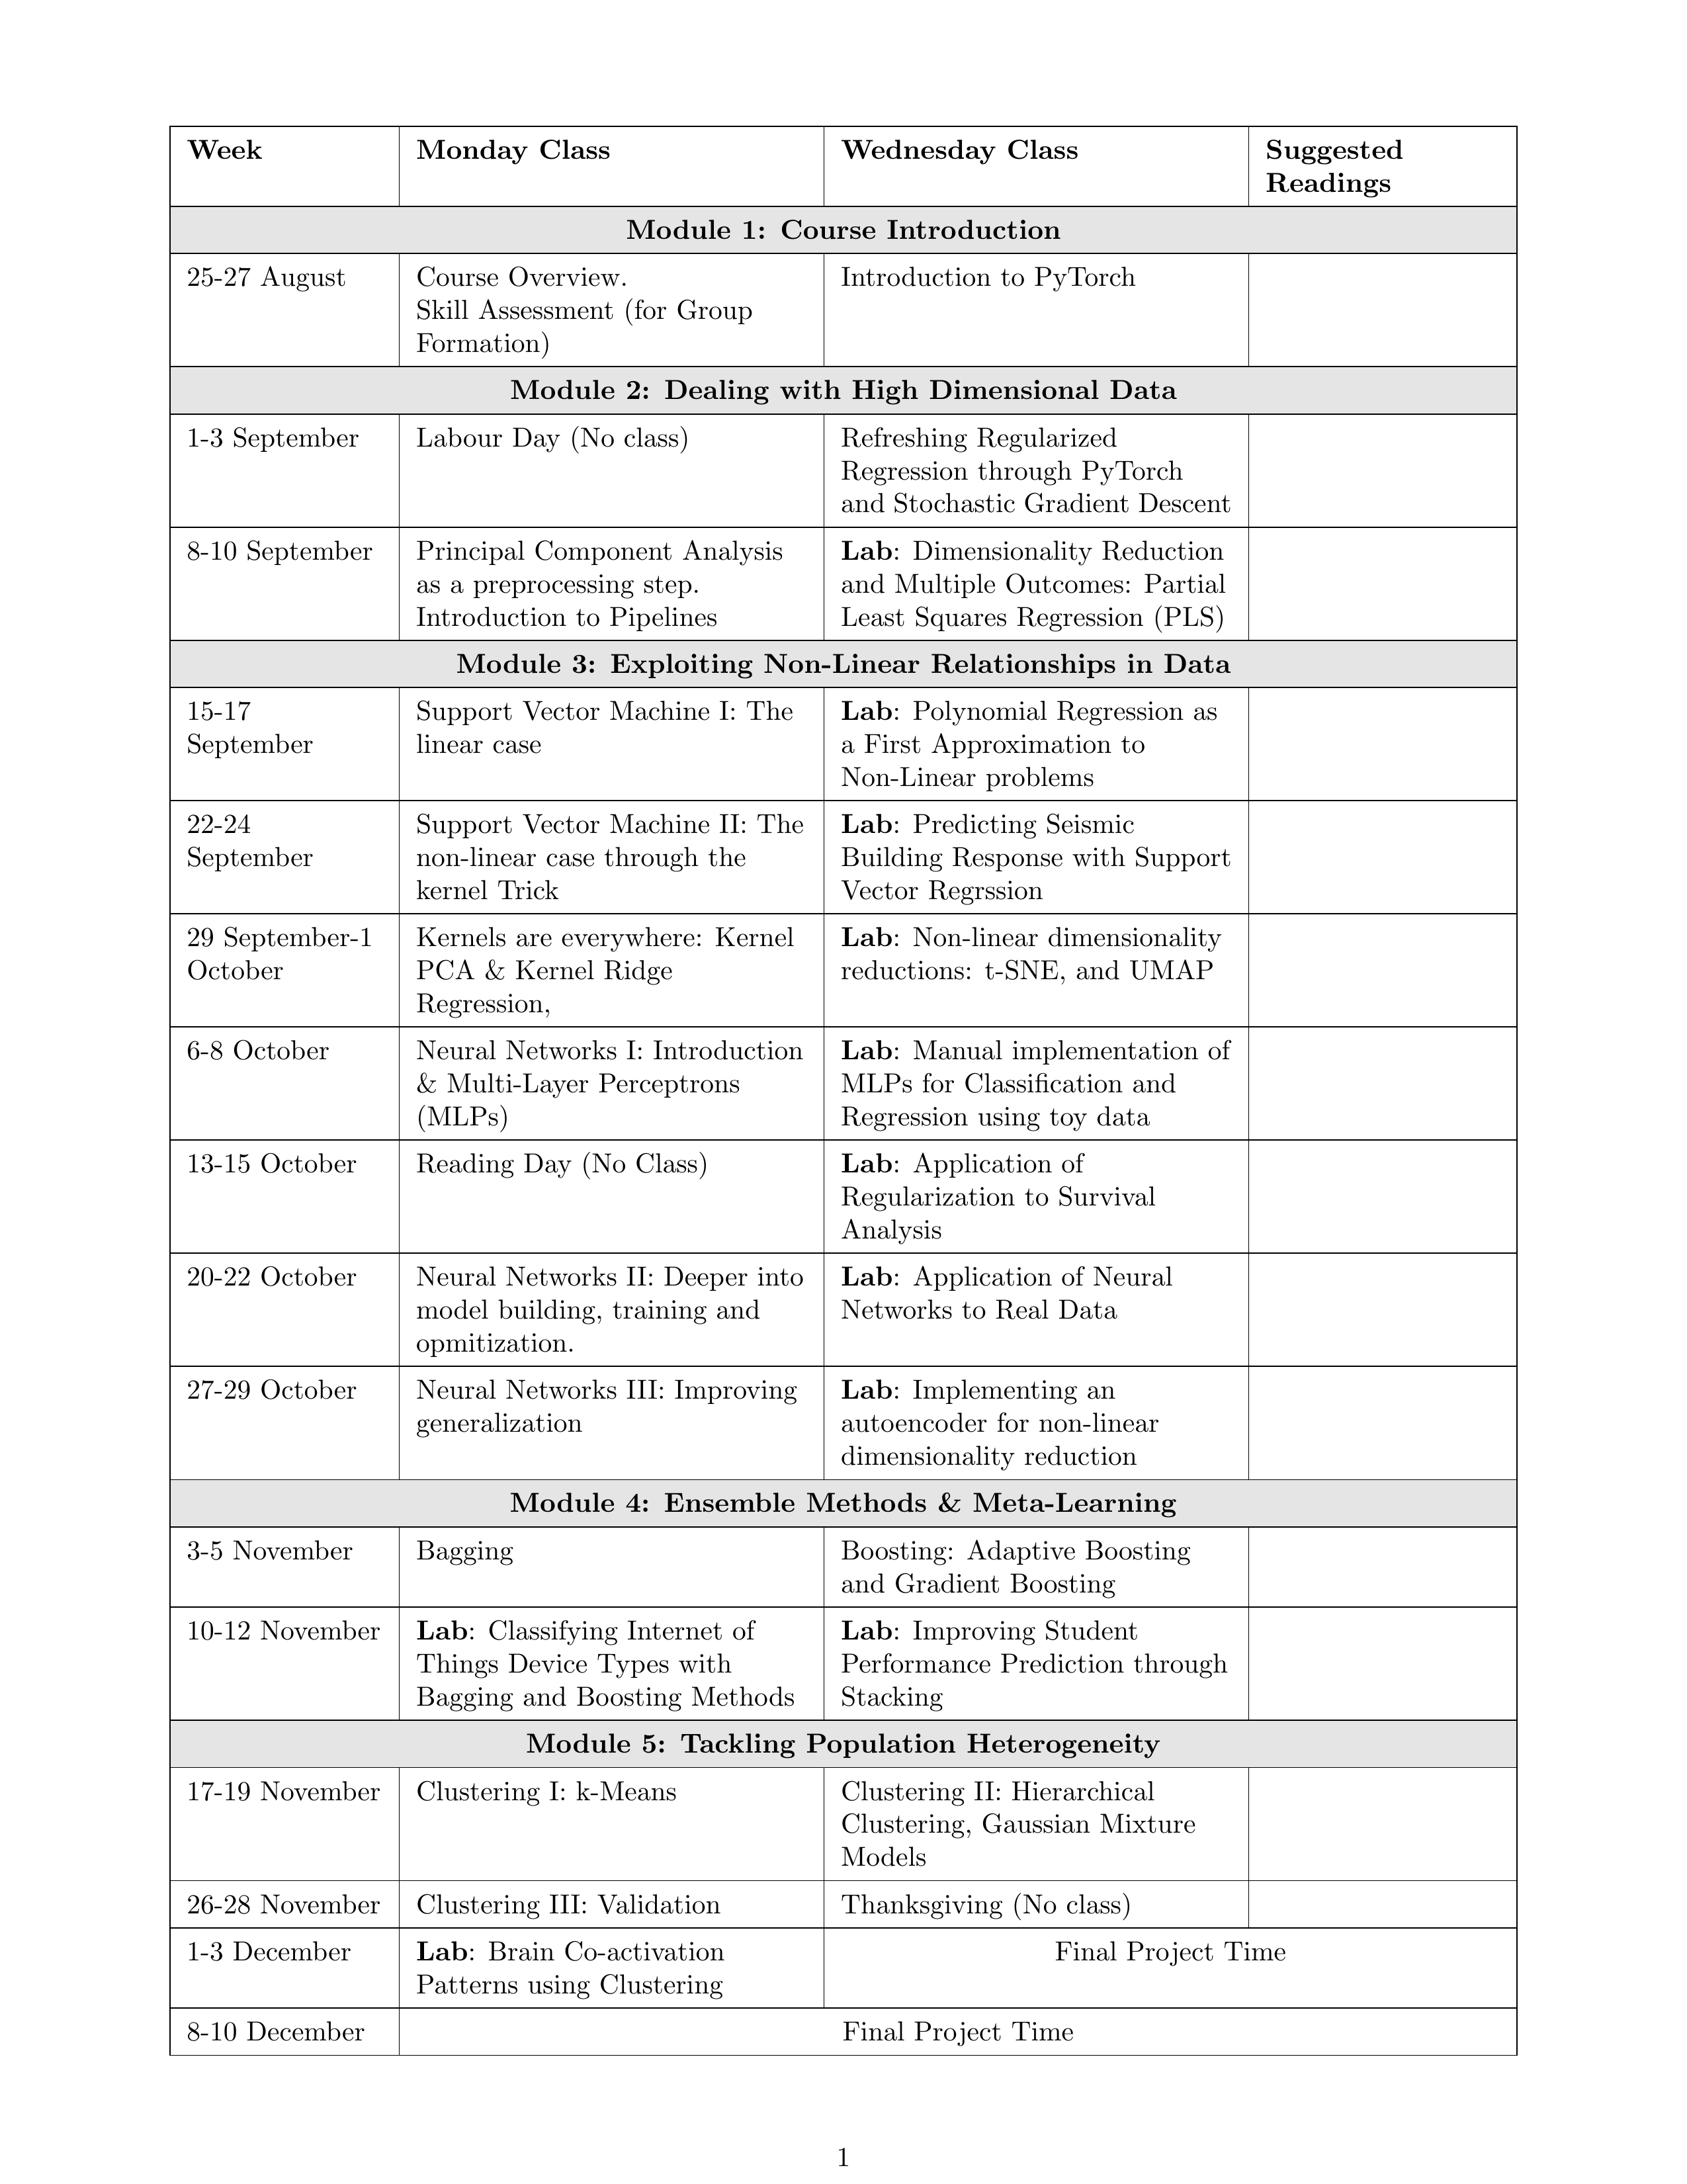 Week Monday Class Wednesday Class Suggested
Readings
Module 1: Course Introduction
25-27 August Course Overview. Introduction to PyTorch
Skill Assessment (for Group
Formation)
Module 2: Dealing with High Dimensional Data
1-3 September Labour Day (No class) Refreshing Regularized
Regression through PyTorch
and Stochastic Gradient Descent
8-10 September Principal Component Analysis Lab: Dimensionality Reduction
as a preprocessing step. and Multiple Outcomes: Partial
Introduction to Pipelines Least Squares Regression (PLS)
Module 3: Exploiting Non-Linear Relationships in Data
15-17 Support Vector Machine I: The Lab: Polynomial Regression as
September linear case a First Approximation to
Non-Linear problems
22-24 Support Vector Machine II: The Lab: Predicting Seismic
September non-linear case through the Building Response with Support
kernel Trick Vector Regrssion
29 September-1 Kernels are everywhere: Kernel Lab: Non-linear dimensionality
October PCA & Kernel Ridge reductions: t-SNE, and UMAP
Regression,
6-8 October Neural Networks I: Introduction Lab: Manual implementation of
& Multi-Layer Perceptrons MLPs for Classification and
(MLPs) Regression using toy data
13-15 October Reading Day (No Class) Lab: Application of
Regularization to Survival
Analysis
20-22 October Neural Networks II: Deeper into Lab: Application of Neural
model building, training and Networks to Real Data
opmitization.
27-29 October Neural Networks III: Improving Lab: Implementing an
generalization autoencoder for non-linear
dimensionality reduction
Module 4: Ensemble Methods & Meta-Learning
3-5 November Bagging Boosting: Adaptive Boosting
and Gradient Boosting
10-12 November Lab: Classifying Internet of Lab: Improving Student
Things Device Types with Performance Prediction through
Bagging and Boosting Methods Stacking
Module 5: Tackling Population Heterogeneity
17-19 November Clustering I: k-Means Clustering II: Hierarchical
Clustering, Gaussian Mixture
Models
26-28 November Clustering III: Validation Thanksgiving (No class)
1-3 December Lab: Brain Co-activation Final Project Time
Patterns using Clustering
8-10 December Final Project Time
1